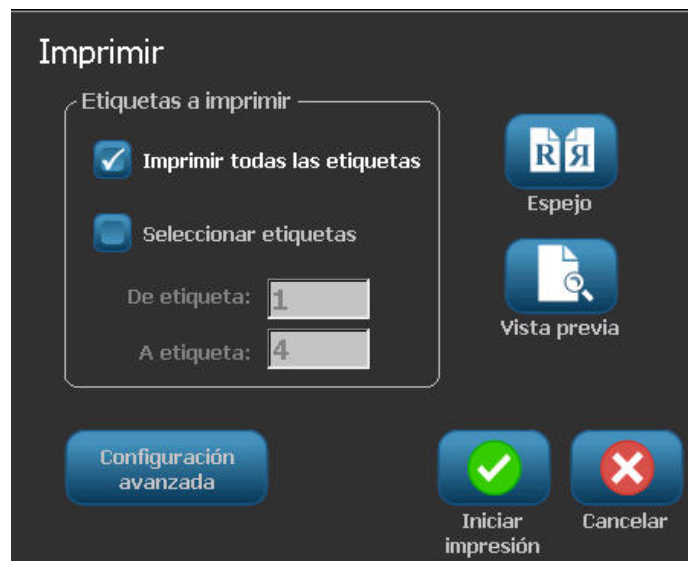 Imprimir
Etiquetas a imprimir
Imprimir todas las etiquetas
Seleccionar etiquetas
De etiqueta: 1
A etiqueta: 4
R Я
Espejo
Vista previa
Configuración
avanzada
Iniciar
impresión
Cancelar